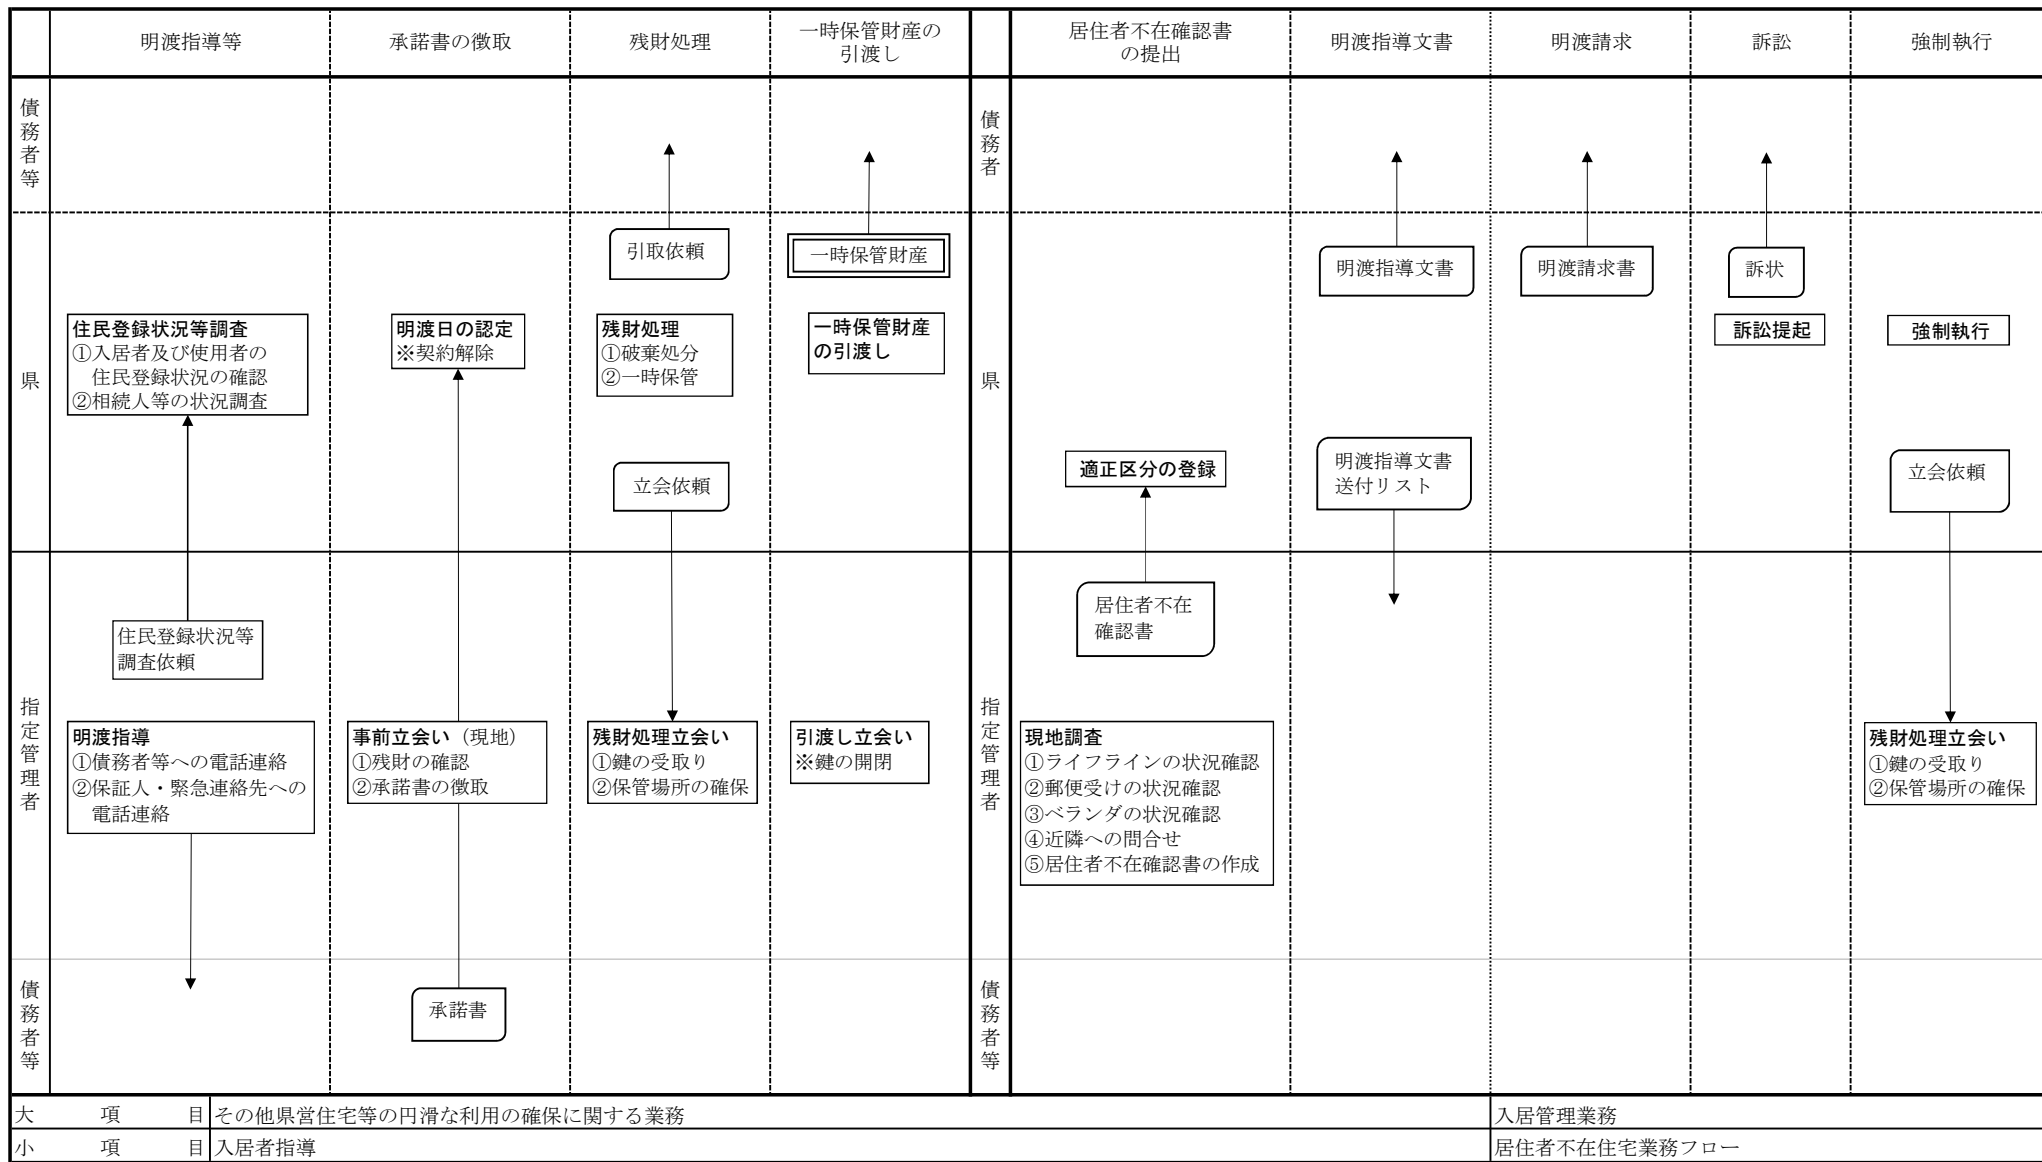 明渡指導等
承諾書の徴取
残財処理
一時保管財産の
引渡し
居住者不在確認書
の提出
明渡指導文書
明渡請求
訴訟
強制執行
債務者等
県
指定管理者
債務者等
引取依頼
一時保管財産
住民登録状況等調査
①入居者及び使用者の
住民登録状況の確認
②相続人等の状況調査
明渡日の認定
※契約解除
残財処理
①破棄処分
②一時保管
一時保管財産
の引渡し
立会依頼
住民登録状況等
調査依頼
明渡指導
①債務者等への電話連絡
②保証人・緊急連絡先への
電話連絡
事前立会い（現地）
①残財の確認
②承諾書の徴取
残財処理立会い
①鍵の受取り
②保管場所の確保
引渡し立会い
※鍵の開閉
承諾書
債務者
県
指定管理者
債務者等
明渡指導文書
明渡請求書
訴状
訴訟提起
強制執行
適正区分の登録
明渡指導文書
送付リスト
立会依頼
居住者不在
確認書
現地調査
①ライフラインの状況確認
②郵便受けの状況確認
③ベランダの状況確認
④近隣への問合せ
⑤居住者不在確認書の作成
残財処理立会い
①鍵の受取り
②保管場所の確保
大項目 その他県営住宅等の円滑な利用の確保に関する業務 入居管理業務
小項目 入居者指導 居住者不在住宅業務フロー